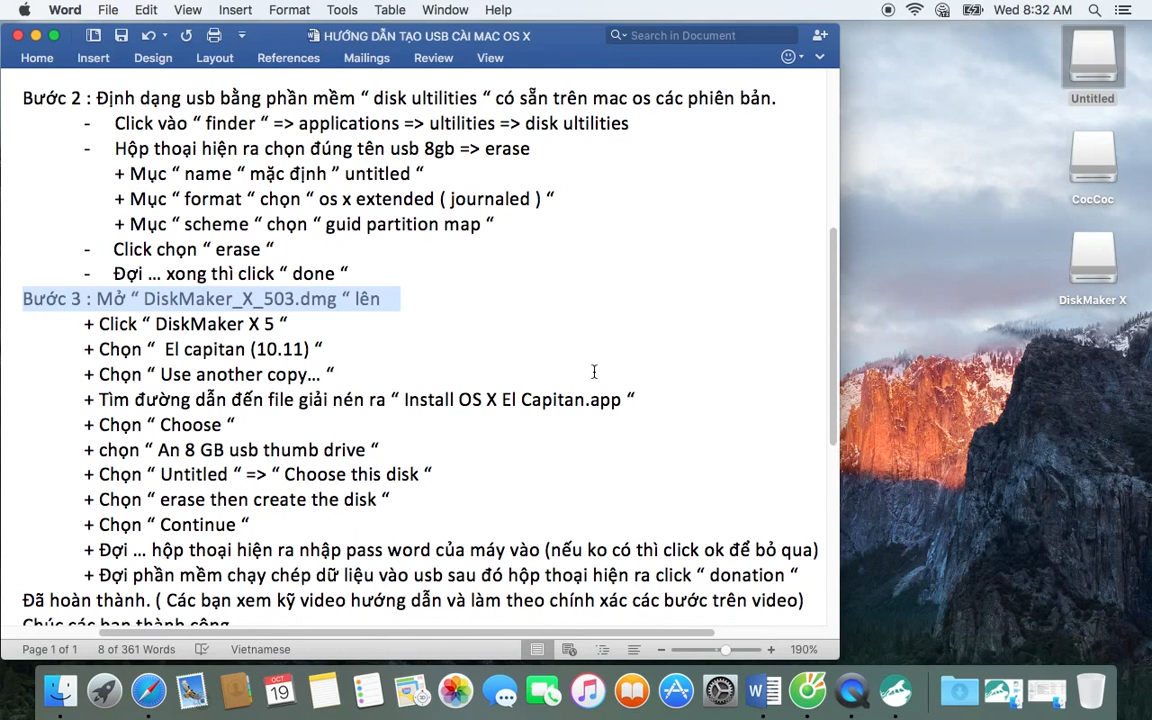 Word File Edit View Insert Format Tools Table Window Help Wed 8:32 AM
HƯỚNG DẪN TẠO USB CÀI MAC OS X
Search in Document
Home Insert Design Layout References Mailings Review View
Bước 2 : Định dạng usb bằng phần mềm “ disk ultilities “ có sẵn trên mac os các phiên bản.
- Click vào “ finder “ => applications => ultilities => disk ultilities
- Hộp thoại hiện ra chọn đúng tên usb 8gb => erase
+ Mục “ name “ mặc định ” untitled “
+ Mục “ format “ chọn “ os x extended ( journaled ) “
+ Mục “ scheme “ chọn “ guid partition map “
- Click chọn “ erase “
- Đợi … xong thì click “ done “
Bước 3 : Mở “ DiskMaker_X_503.dmg “ lên
+ Click “ DiskMaker X 5 “
+ Chọn “ El capitan (10.11) “
+ Chọn “ Use another copy… “
+ Tìm đường dẫn đến file giải nén ra “ Install OS X El Capitan.app “
+ Chọn “ Choose “
+ chọn “ An 8 GB usb thumb drive “
+ Chọn “ Untitled “ => “ Choose this disk “
+ Chọn “ erase then create the disk “
+ Chọn “ Continue “
+ Đợi … hộp thoại hiện ra nhập pass word của máy vào (nếu ko có thì click ok để bỏ qua)
+ Đợi phần mềm chạy chép dữ liệu vào usb sau đó hộp thoại hiện ra click “ donation “
Đã hoàn thành. ( Các bạn xem kỹ video hướng dẫn và làm theo chính xác các bước trên video)
Chúc các bạn thành công
Page 1 of 1 8 of 361 Words Vietnamese 190%
Untitled
CocCoc
DiskMaker X
OCT
19